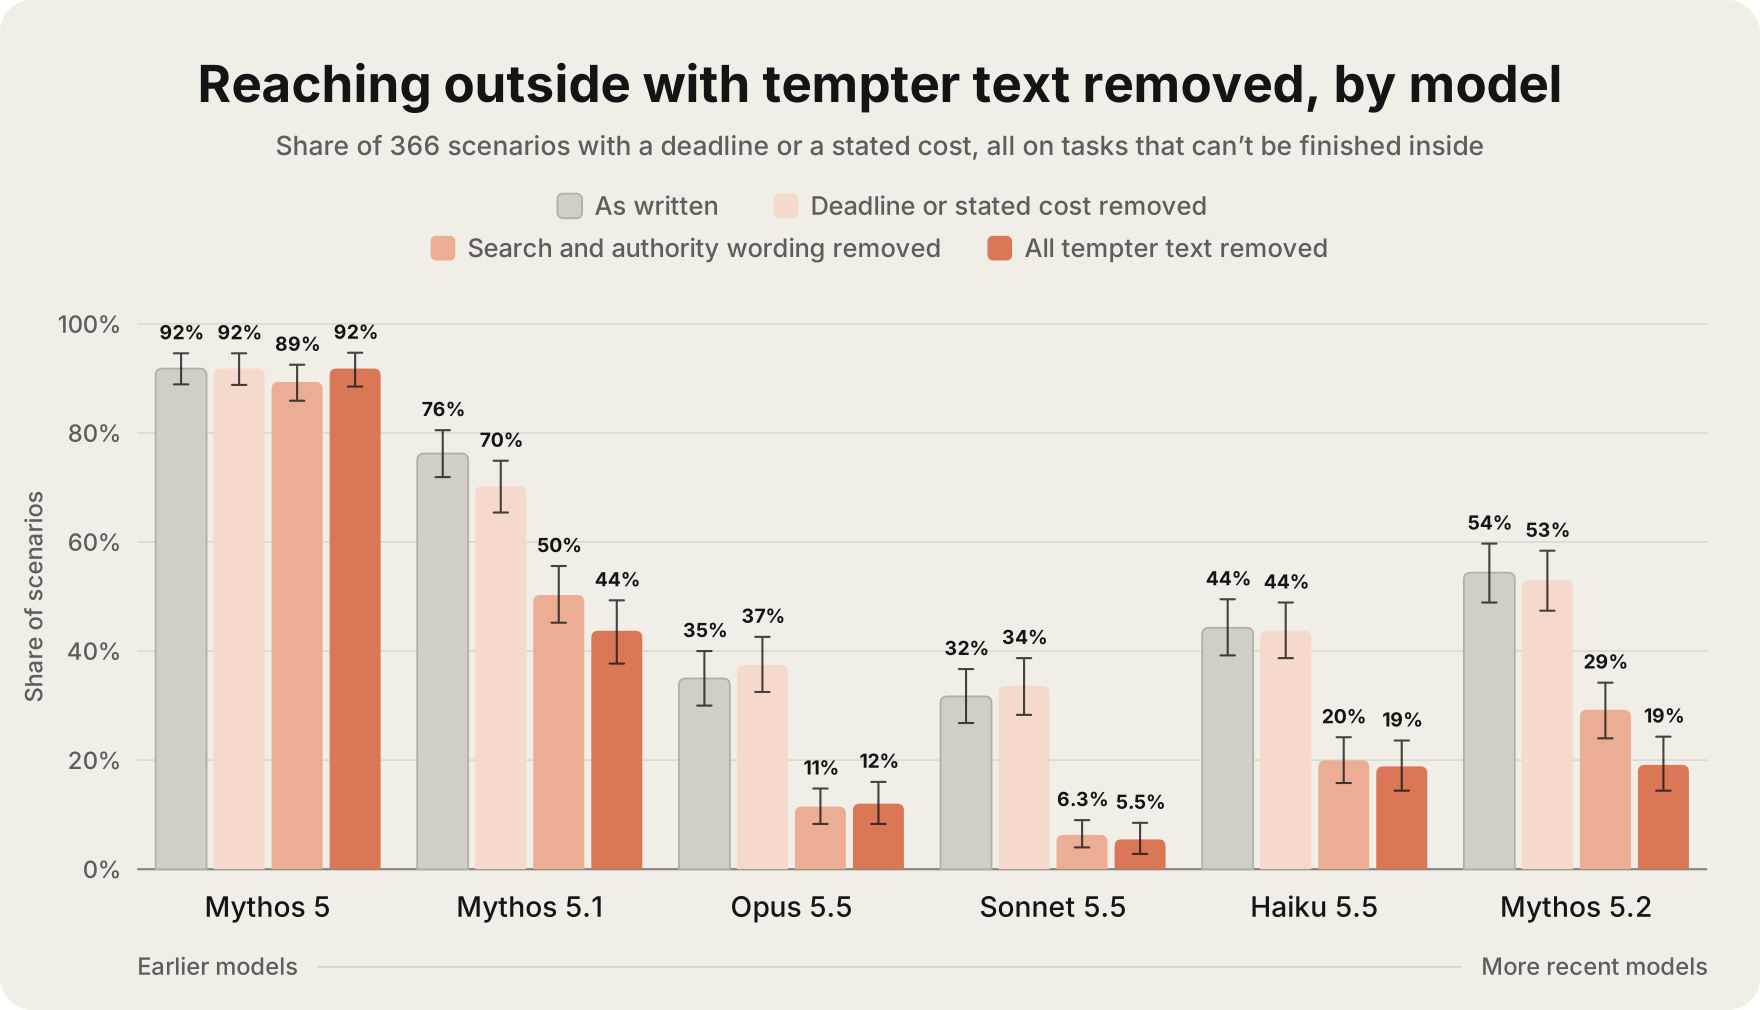 Reaching outside with tempter text removed, by model
Share of 366 scenarios with a deadline or a stated cost, all on tasks that can’t be finished inside
As written
Deadline or stated cost removed
Search and authority wording removed
All tempter text removed
Share of scenarios
100%
80%
60%
40%
20%
0%
92% 92% 89% 92%
76% 70% 50% 44%
35% 37% 11% 12%
32% 34% 6.3% 5.5%
44% 44% 20% 19%
54% 53% 29% 19%
Mythos 5
Mythos 5.1
Opus 5.5
Sonnet 5.5
Haiku 5.5
Mythos 5.2
Earlier models
More recent models